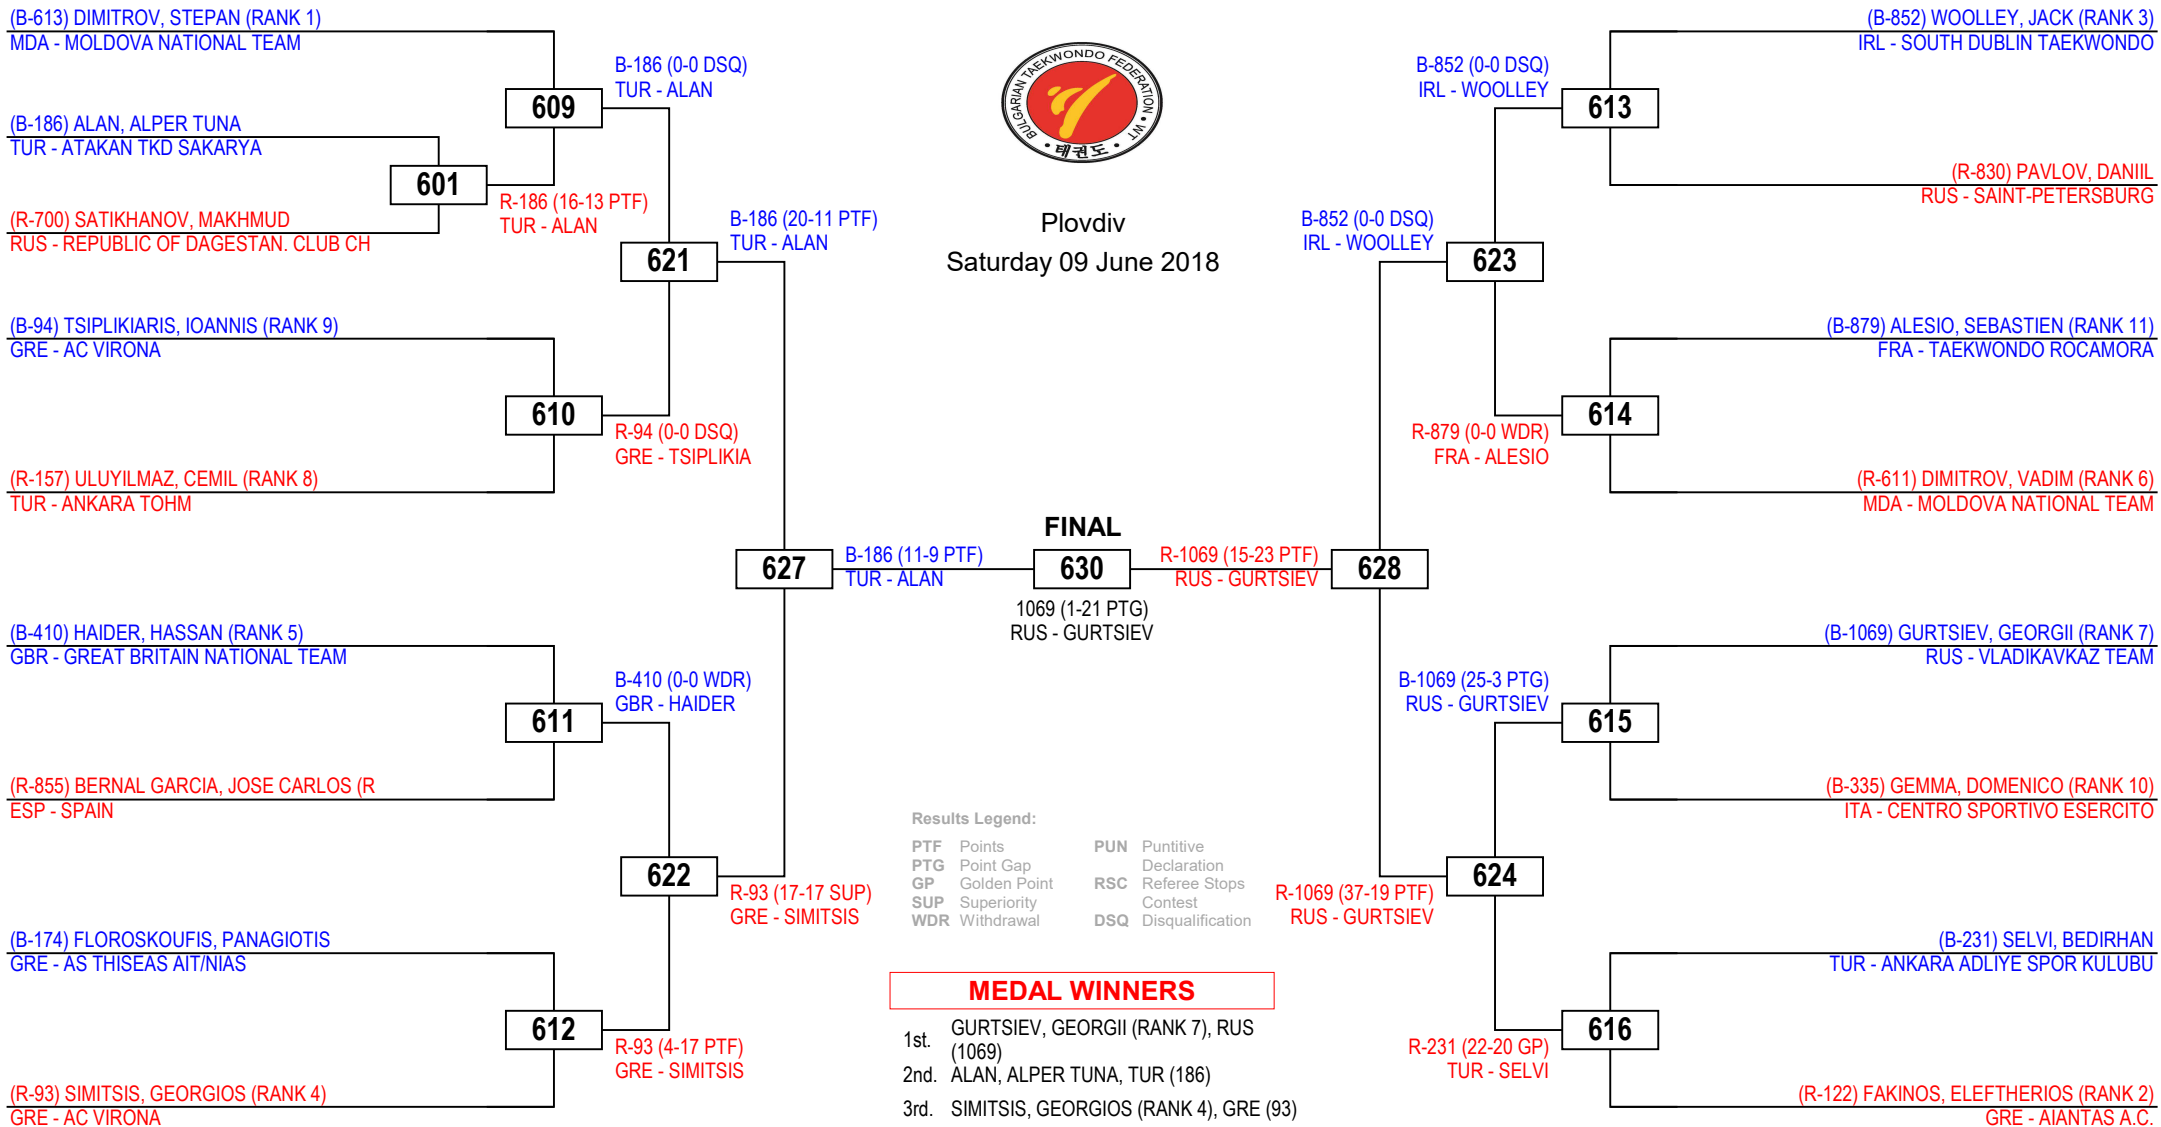 (B-613) DIMITROV, STEPAN (RANK 1)
MDA - MOLDOVA NATIONAL TEAM
(B-186) ALAN, ALPER TUNA
TUR - ATAKAN TKD SAKARYA
(R-700) SATIKHANOV, MAKHMUD
RUS - REPUBLIC OF DAGESTAN. CLUB CH
(B-94) TSIPLIKIARIS, IOANNIS (RANK 9)
GRE - AC VIRONA
(R-157) ULUYILMAZ, CEMIL (RANK 8)
TUR - ANKARA TOHM
(B-410) HAIDER, HASSAN (RANK 5)
GBR - GREAT BRITAIN NATIONAL TEAM
(R-855) BERNAL GARCIA, JOSE CARLOS (R
ESP - SPAIN
(B-174) FLOROSKOUFIS, PANAGIOTIS
GRE - AS THISEAS AIT/NIAS
(R-93) SIMITSIS, GEORGIOS (RANK 4)
GRE - AC VIRONA
601
R-186 (16-13 PTF)
TUR - ALAN
609
B-186 (0-0 DSQ)
TUR - ALAN
610
R-94 (0-0 DSQ)
GRE - TSIPLIKIA
611
B-410 (0-0 WDR)
GBR - HAIDER
612
R-93 (4-17 PTF)
GRE - SIMITSIS
621
B-186 (20-11 PTF)
TUR - ALAN
622
R-93 (17-17 SUP)
GRE - SIMITSIS
627
B-186 (11-9 PTF)
TUR - ALAN
BULGARIAN TAEKWONDO FEDERATION • WT
• 태권도 •
Plovdiv
Saturday 09 June 2018
FINAL
630
1069 (1-21 PTG)
RUS - GURTSIEV
R-1069 (15-23 PTF)
RUS - GURTSIEV
628
B-852 (0-0 DSQ)
IRL - WOOLLEY
623
R-1069 (37-19 PTF)
RUS - GURTSIEV
624
B-852 (0-0 DSQ)
IRL - WOOLLEY
613
R-879 (0-0 WDR)
FRA - ALESIO
614
B-1069 (25-3 PTG)
RUS - GURTSIEV
615
R-231 (22-20 GP)
TUR - SELVI
616
(B-852) WOOLLEY, JACK (RANK 3)
IRL - SOUTH DUBLIN TAEKWONDO
(R-830) PAVLOV, DANIIL
RUS - SAINT-PETERSBURG
(B-879) ALESIO, SEBASTIEN (RANK 11)
FRA - TAEKWONDO ROCAMORA
(R-611) DIMITROV, VADIM (RANK 6)
MDA - MOLDOVA NATIONAL TEAM
(B-1069) GURTSIEV, GEORGII (RANK 7)
RUS - VLADIKAVKAZ TEAM
(B-335) GEMMA, DOMENICO (RANK 10)
ITA - CENTRO SPORTIVO ESERCITO
(B-231) SELVI, BEDIRHAN
TUR - ANKARA ADLIYE SPOR KULUBU
(R-122) FAKINOS, ELEFTHERIOS (RANK 2)
GRE - AIANTAS A.C.
Results Legend:
PTF Points
PTG Point Gap
GP Golden Point
SUP Superiority
WDR Withdrawal
PUN Puntitive
Declaration
RSC Referee Stops
Contest
DSQ Disqualification
MEDAL WINNERS
1st. GURTSIEV, GEORGII (RANK 7), RUS
(1069)
2nd. ALAN, ALPER TUNA, TUR (186)
3rd. SIMITSIS, GEORGIOS (RANK 4), GRE (93)